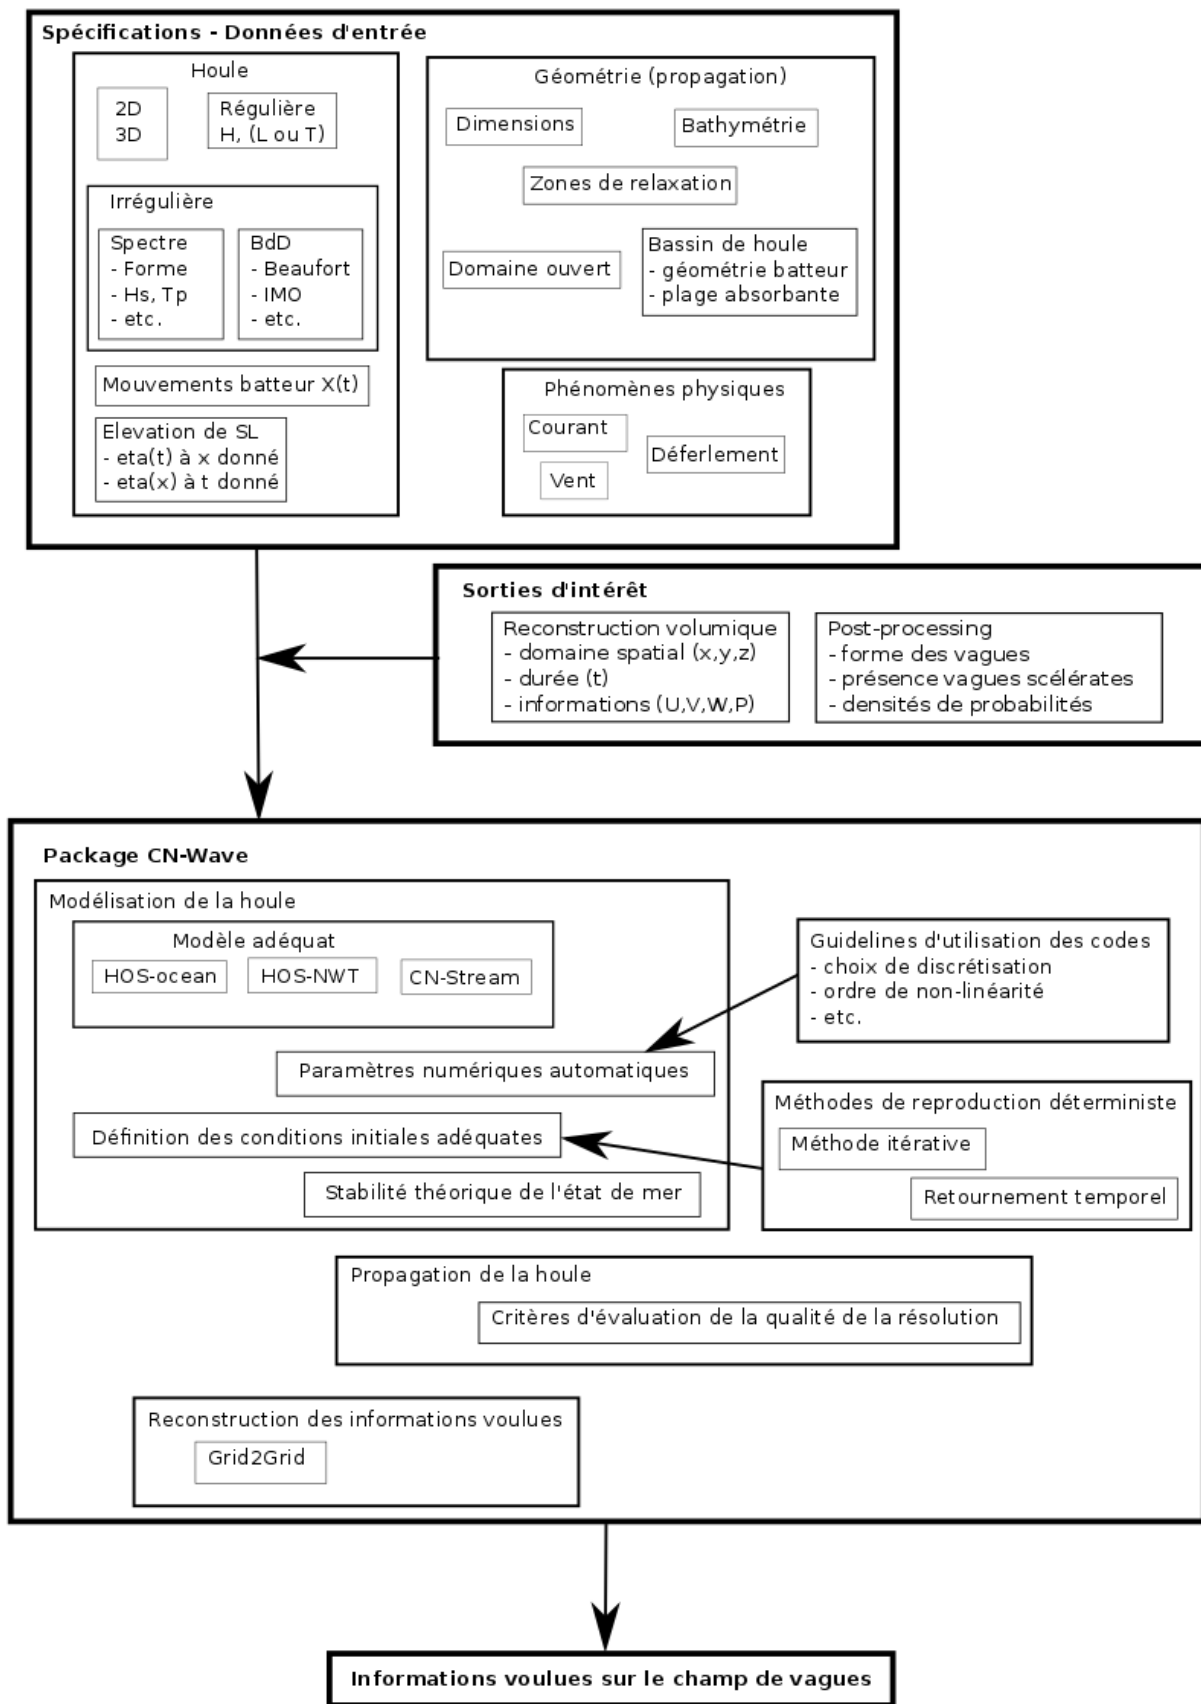 Spécifications - Données d'entrée
Houle
2D
3D
Régulière
H, (L ou T)
Irrégulière
Spectre
- Forme
- Hs, Tp
- etc.
BdD
- Beaufort
- IMO
- etc.
Mouvements batteur X(t)
Elevation de SL
- eta(t) à x donné
- eta(x) à t donné
Géométrie (propagation)
Dimensions
Bathymétrie
Zones de relaxation
Domaine ouvert
Bassin de houle
- géométrie batteur
- plage absorbante
Phénomènes physiques
Courant
Déferlement
Vent
Sorties d'intérêt
Reconstruction volumique
- domaine spatial (x,y,z)
- durée (t)
- informations (U,V,W,P)
Post-processing
- forme des vagues
- présence vagues scélérates
- densités de probabilités
Package CN-Wave
Modélisation de la houle
Modèle adéquat
HOS-ocean
HOS-NWT
CN-Stream
Paramètres numériques automatiques
Définition des conditions initiales adéquates
Stabilité théorique de l'état de mer
Guidelines d'utilisation des codes
- choix de discrétisation
- ordre de non-linéarité
- etc.
Méthodes de reproduction déterministe
Méthode itérative
Retournement temporel
Propagation de la houle
Critères d'évaluation de la qualité de la résolution
Reconstruction des informations voulues
Grid2Grid
Informations voulues sur le champ de vagues